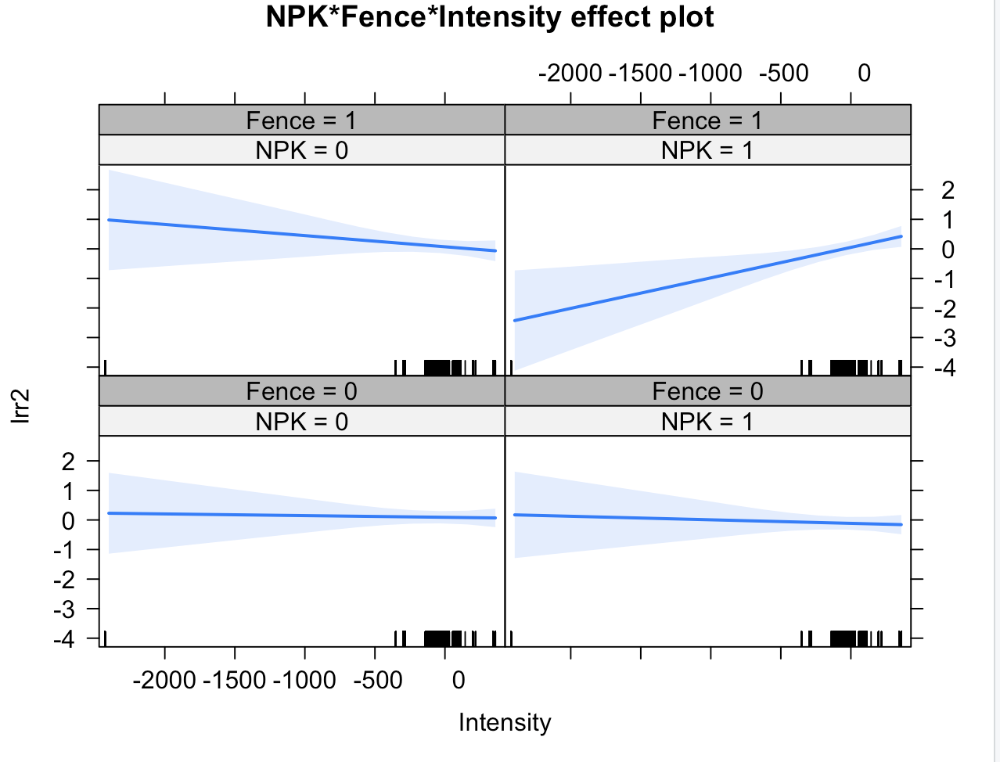 NPK*Fence*Intensity effect plot
-2000 -1500 -1000 -500 0
Fence = 1 Fence = 1
NPK = 0 NPK = 1
2
1
0
-1
-2
-3
-4
Fence = 0 Fence = 0
NPK = 0 NPK = 1
lrr2
2
1
0
-1
-2
-3
-4
-2000 -1500 -1000 -500 0
Intensity